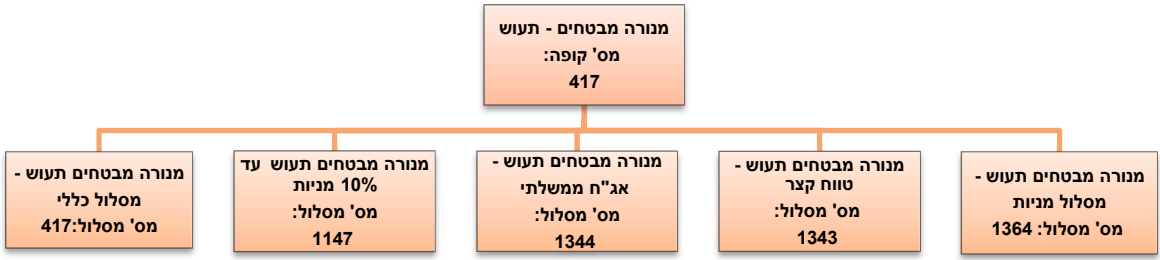 מנורה מבטחים - תעוש
מס' קופה:
417
מנורה מבטחים תעוש -
מסלול מניות
מס' מסלול: 1364
מנורה מבטחים תעוש -
טווח קצר
מס' מסלול:
1343
מנורה מבטחים תעוש -
אג"ח ממשלתי
מס' מסלול:
1344
מנורה מבטחים תעוש עד
10% מניות
מס' מסלול:
1147
מנורה מבטחים תעוש -
מסלול כללי
מס' מסלול:417